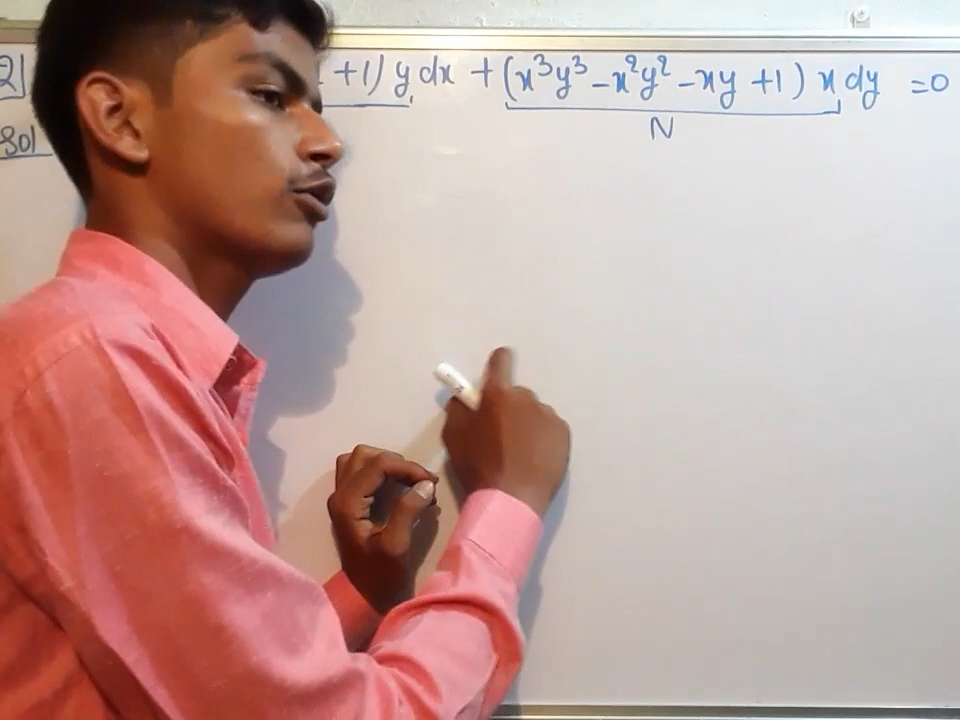 2] +1) y dx + (x³y³ - x²y² - xy + 1) x dy = 0
Sol N